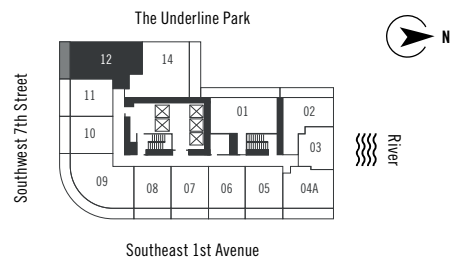 The Underline Park
N
12
14
11
01
02
10
03
River
Southwest 7th Street
09
08
07
06
05
04A
Southeast 1st Avenue